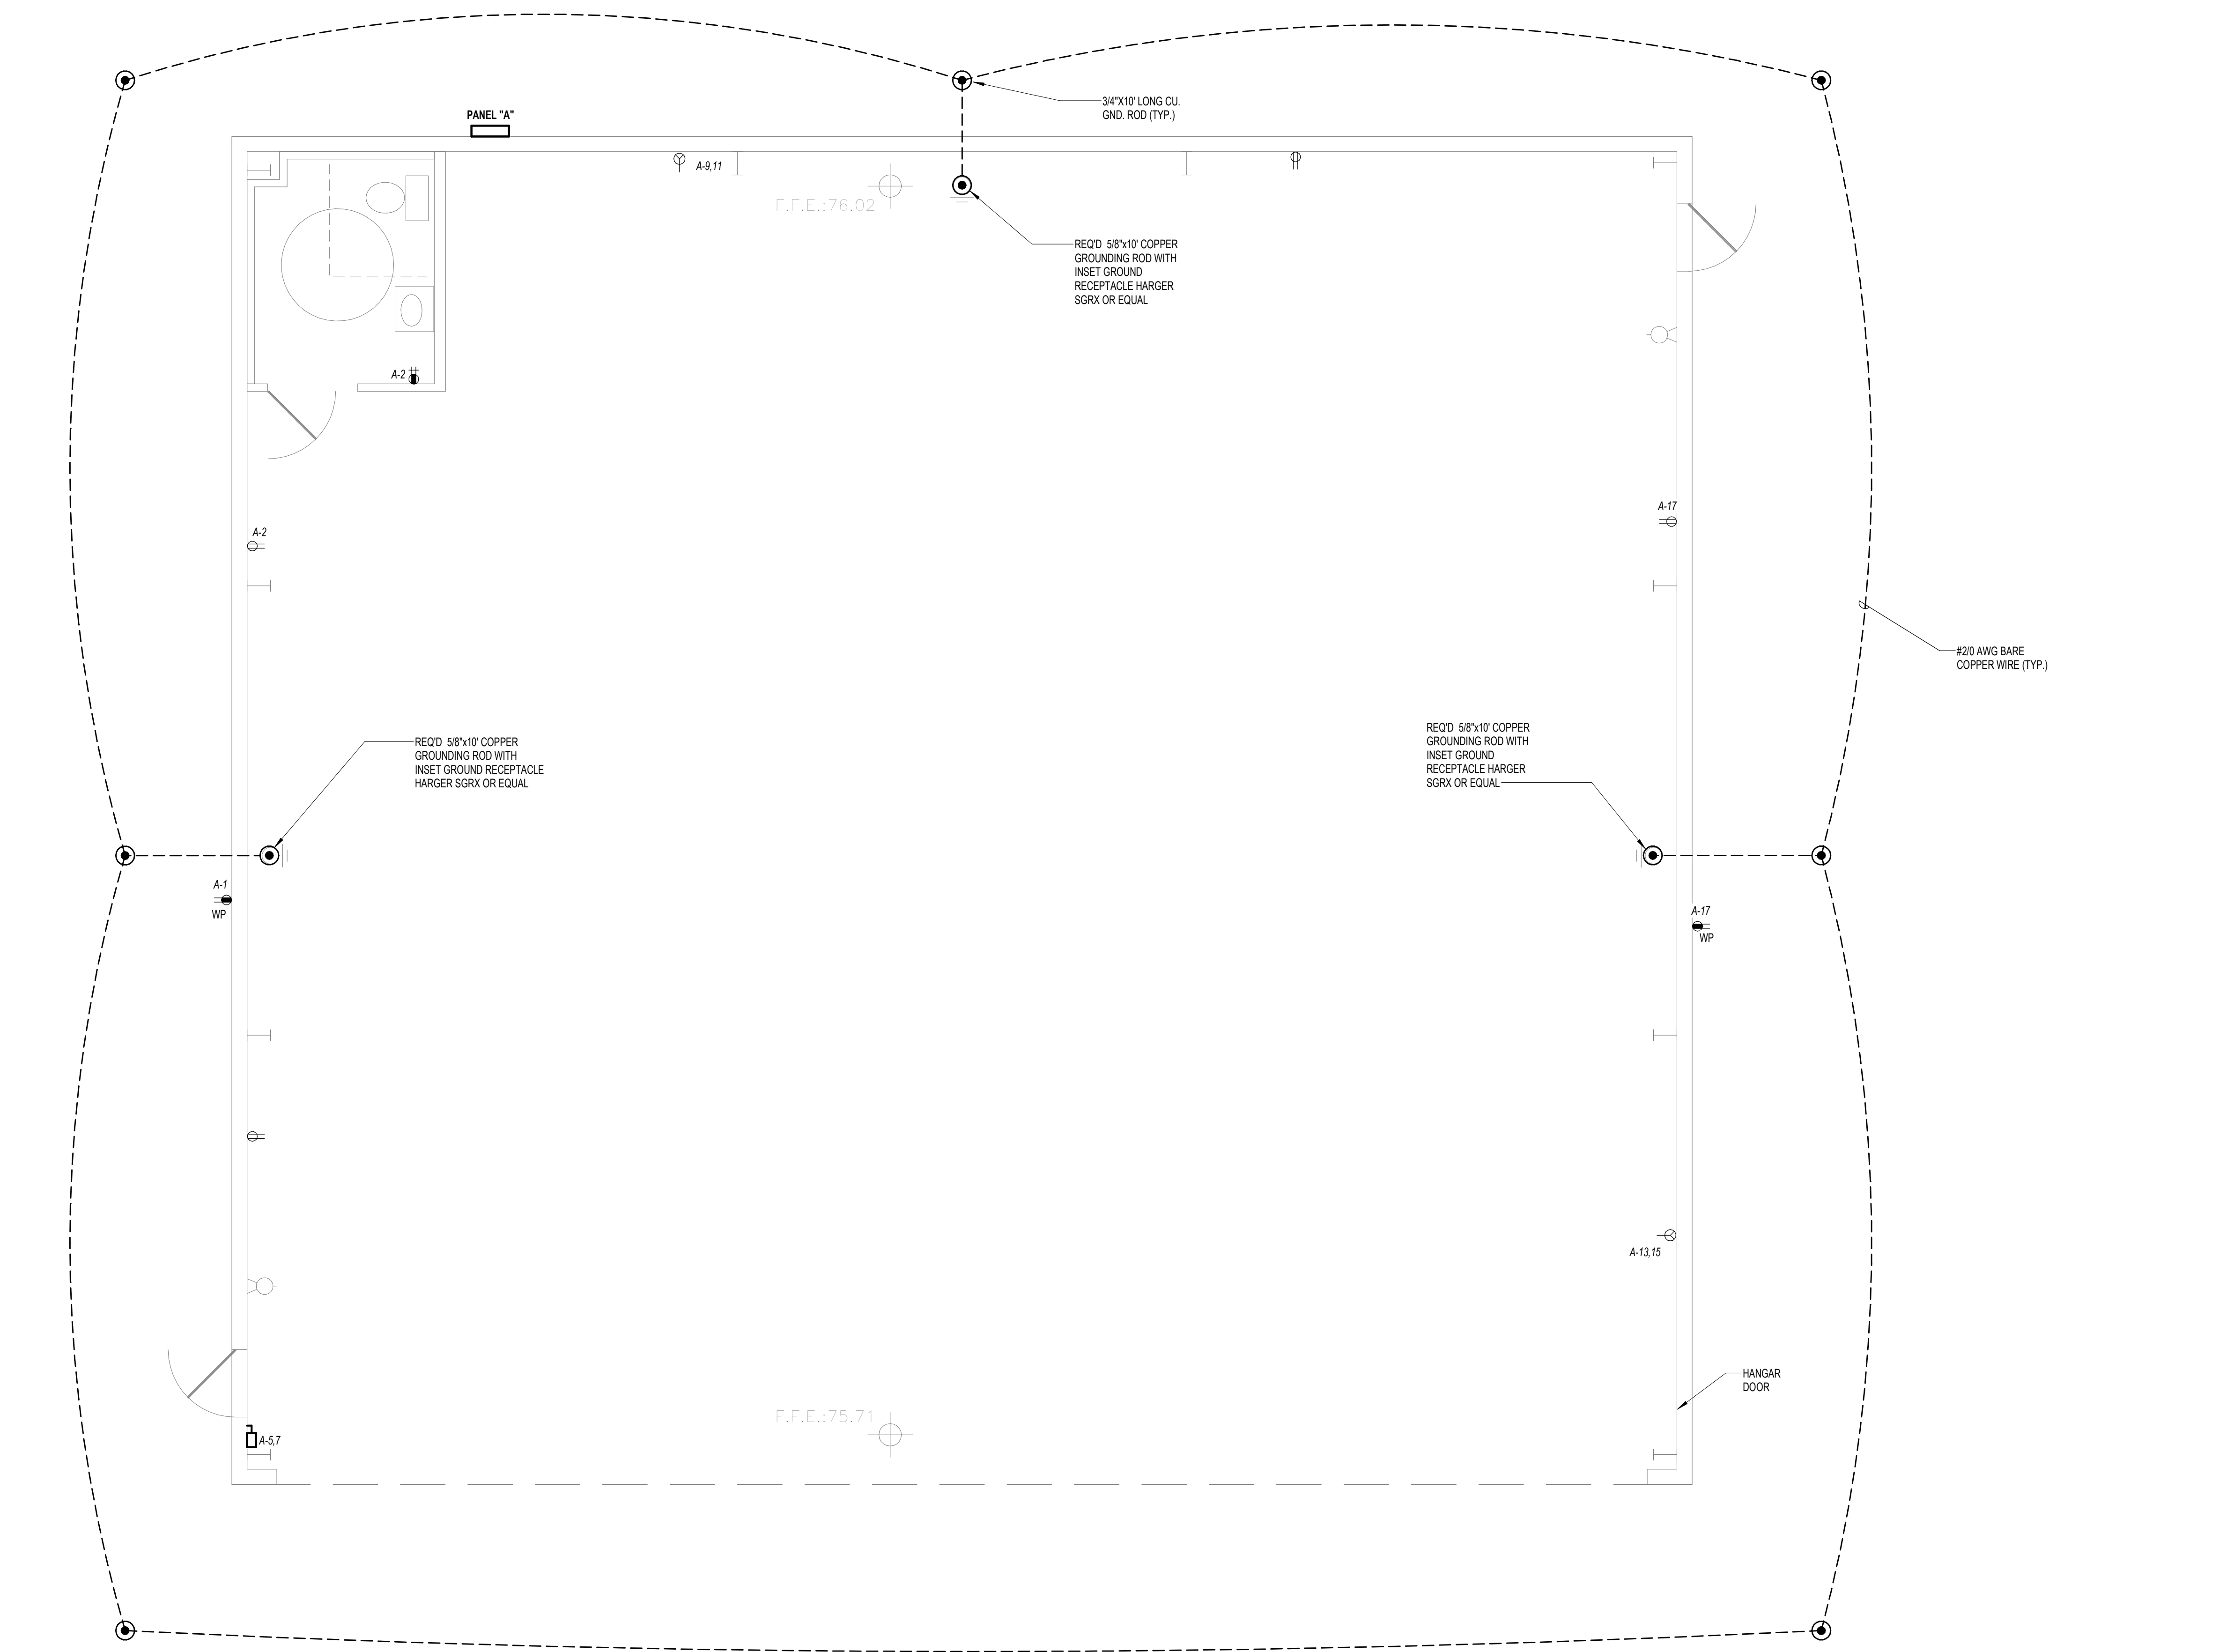 3/4"X10' LONG CU.
GND. ROD (TYP.)
PANEL "A"
A-9,11
F.F.E.:76.02
REQ'D 5/8"x10' COPPER
GROUNDING ROD WITH
INSET GROUND
RECEPTACLE HARGER
SGRX OR EQUAL
A-2
A-2
A-17
#2/0 AWG BARE
COPPER WIRE (TYP.)
REQ'D 5/8"x10' COPPER
GROUNDING ROD WITH
INSET GROUND RECEPTACLE
HARGER SGRX OR EQUAL
REQ'D 5/8"x10' COPPER
GROUNDING ROD WITH
INSET GROUND
RECEPTACLE HARGER
SGRX OR EQUAL
A-1
WP
A-17
WP
A-13,15
HANGAR
DOOR
F.F.E.:75.71
A-5,7